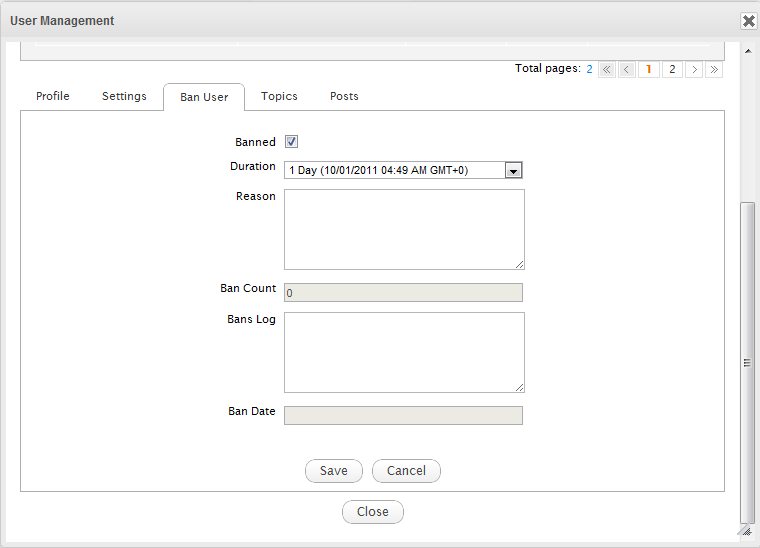 User Management
Total pages: 2 1 2
Profile Settings Ban User Topics Posts
Banned
Duration 1 Day (10/01/2011 04:49 AM GMT+0)
Reason
Ban Count 0
Bans Log
Ban Date
Save Cancel
Close